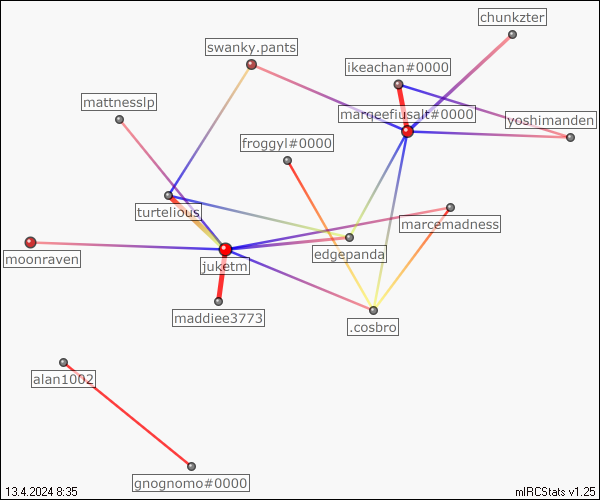 chunkzter
swanky.pants
ikeachan#0000
mattnesslp
marqeefiusalt#0000
yoshimanden
froggyl#0000
turtelious
marcemadness
edgepanda
moonraven
juketm
maddiee3773
.cosbro
alan1002
gnognomo#0000
13.4.2024 8:35
mIRCStats v1.25